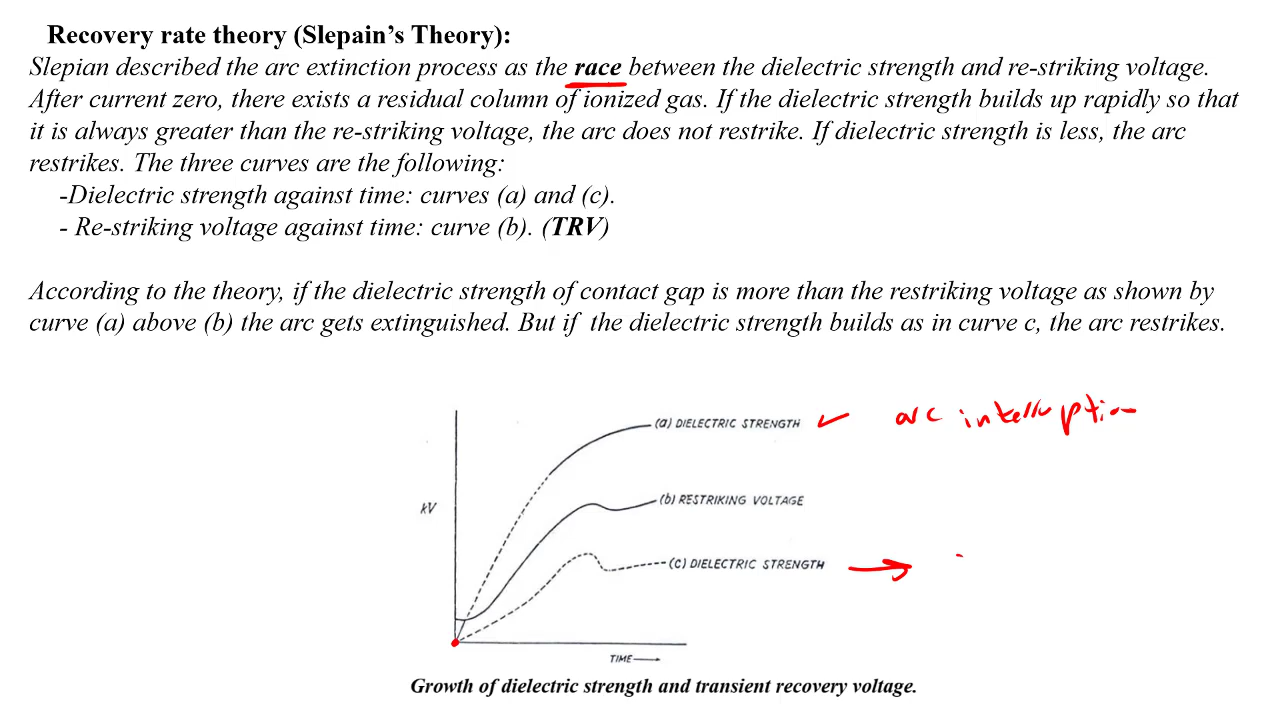 Recovery rate theory (Slepain’s Theory):
Slepian described the arc extinction process as the race between the dielectric strength and re-striking voltage.
After current zero, there exists a residual column of ionized gas. If the dielectric strength builds up rapidly so that
it is always greater than the re-striking voltage, the arc does not restrike. If dielectric strength is less, the arc
restrikes. The three curves are the following:
-Dielectric strength against time: curves (a) and (c).
- Re-striking voltage against time: curve (b). (TRV)
According to the theory, if the dielectric strength of contact gap is more than the restriking voltage as shown by
curve (a) above (b) the arc gets extinguished. But if the dielectric strength builds as in curve c, the arc restrikes.
(a) DIELECTRIC STRENGTH
arc interruption
kV
(b) RESTRIKING VOLTAGE
(C) DIELECTRIC STRENGTH
TIME
Growth of dielectric strength and transient recovery voltage.